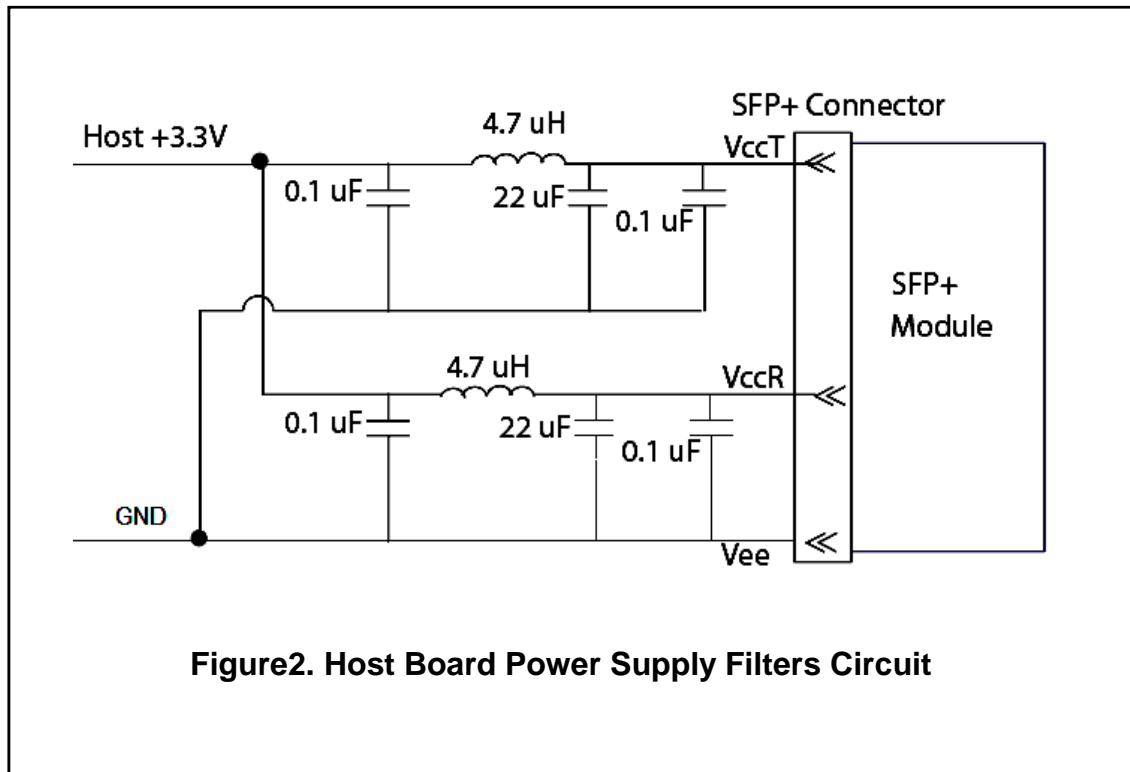 SFP+ Connector
4.7 uH
Host +3.3V
VccT
0.1 uF
22 uF
0.1 uF
SFP+
Module
4.7 uH
VccR
0.1 uF
22 uF
0.1 uF
GND
Vee
Figure2. Host Board Power Supply Filters Circuit